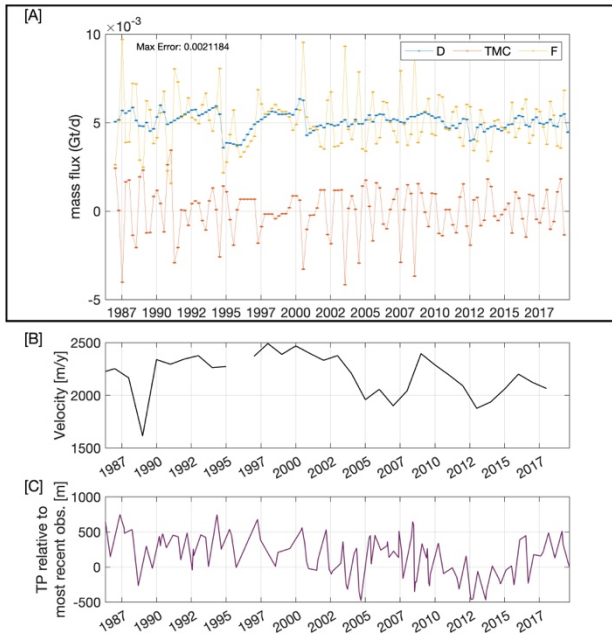 [A]
×10⁻³
Max Error: 0.0021184
D TMC F
10
5
0
-5
mass flux (Gt/d)
1987 1990 1992 1995 1997 2000 2002 2005 2007 2010 2012 2015 2017
[B]
2500
2000
1500
Velocity [m/y]
1987 1990 1992 1995 1997 2000 2002 2005 2007 2010 2012 2015 2017
[C]
1000
500
0
-500
TP relative to
most recent obs. [m]
1987 1990 1992 1995 1997 2000 2002 2005 2007 2010 2012 2015 2017